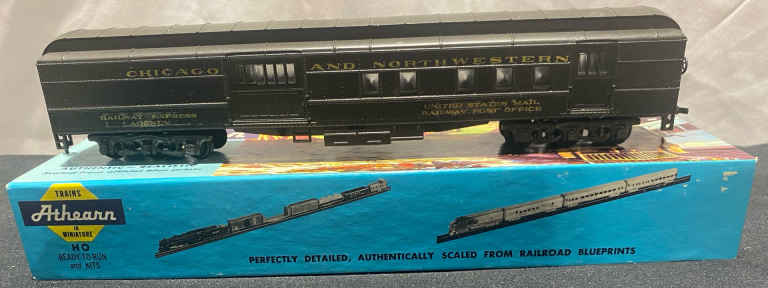 CHICAGO AND NORTHWESTERN
RAILWAY EXPRESS
AGENCY
UNITED STATES MAIL
RAILWAY POST OFFICE
TRAINS
Athearn
IN
MINIATURE
HO
READY-TO-RUN
and KITS
PERFECTLY DETAILED, AUTHENTICALLY SCALED FROM RAILROAD BLUEPRINTS